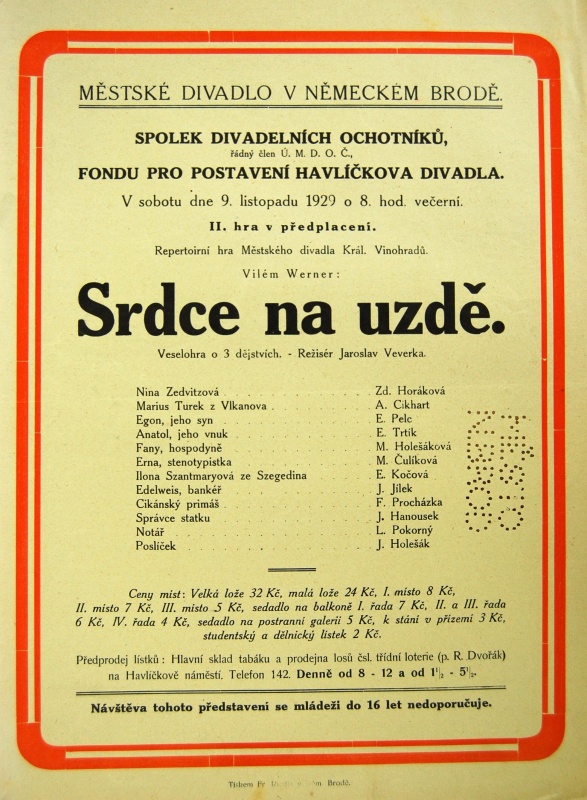 MĚSTSKÉ DIVADLO V NĚMECKÉM BRODĚ.
SPOLEK DIVADELNÍCH OCHOTNÍKŮ,
řádný člen Ú. M. D. O. Č.,
FONDU PRO POSTAVENÍ HAVLÍČKOVA DIVADLA.
V sobotu dne 9. listopadu 1929 o 8. hod. večerní.
II. hra v předplacení.
Repertoirní hra Městského divadla Král. Vinohradů.
Vilém Werner:
Srdce na uzdě.
Veselohra o 3 dějstvích. - Režisér Jaroslav Veverka.
Nina Zedvitzová . . . Zd. Horáková
Marius Turek z Vlkanova . . . A. Cikhart
Egon, jeho syn . . . E. Pelc
Anatol, jeho vnuk . . . E. Trtík
Fany, hospodyně . . . M. Holešáková
Erna, stenotypistka . . . M. Čulíková
Ilona Szantmaryová ze Szegedina . . . E. Kočová
Edelweis, bankéř . . . J. Jílek
Cikánský primáš . . . F. Procházka
Správce statku . . . J. Hanousek
Notář . . . L. Pokorný
Poslíček . . . J. Holešák
Ceny míst: Velká lože 32 Kč, malá lože 24 Kč, I. místo 8 Kč,
II. místo 7 Kč, III. místo 5 Kč, sedadlo na balkoně I. řada 7 Kč, II. a III. řada
6 Kč, IV. řada 4 Kč, sedadlo na postranní galerii 5 Kč, k stání v přízemí 3 Kč,
studentský a dělnický lístek 2 Kč.
Předprodej lístků: Hlavní sklad tabáku a prodejna losů čsl. třídní loterie (p. R. Dvořák)
na Havlíčkově náměstí. Telefon 142. Denně od 8 - 12 a od 1½ - 5½.
Návštěva tohoto představení se mládeži do 16 let nedoporučuje.
Tiskem Fr. Brodě.